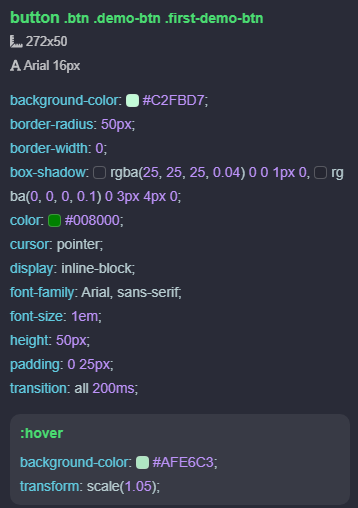 button .btn .demo-btn .first-demo-btn
272x50
A Arial 16px
background-color: #C2FBD7;
border-radius: 50px;
border-width: 0;
box-shadow: rgba(25, 25, 25, 0.04) 0 0 1px 0, rg
ba(0, 0, 0, 0.1) 0 3px 4px 0;
color: #008000;
cursor: pointer;
display: inline-block;
font-family: Arial, sans-serif;
font-size: 1em;
height: 50px;
padding: 0 25px;
transition: all 200ms;
:hover
background-color: #AFE6C3;
transform: scale(1.05);